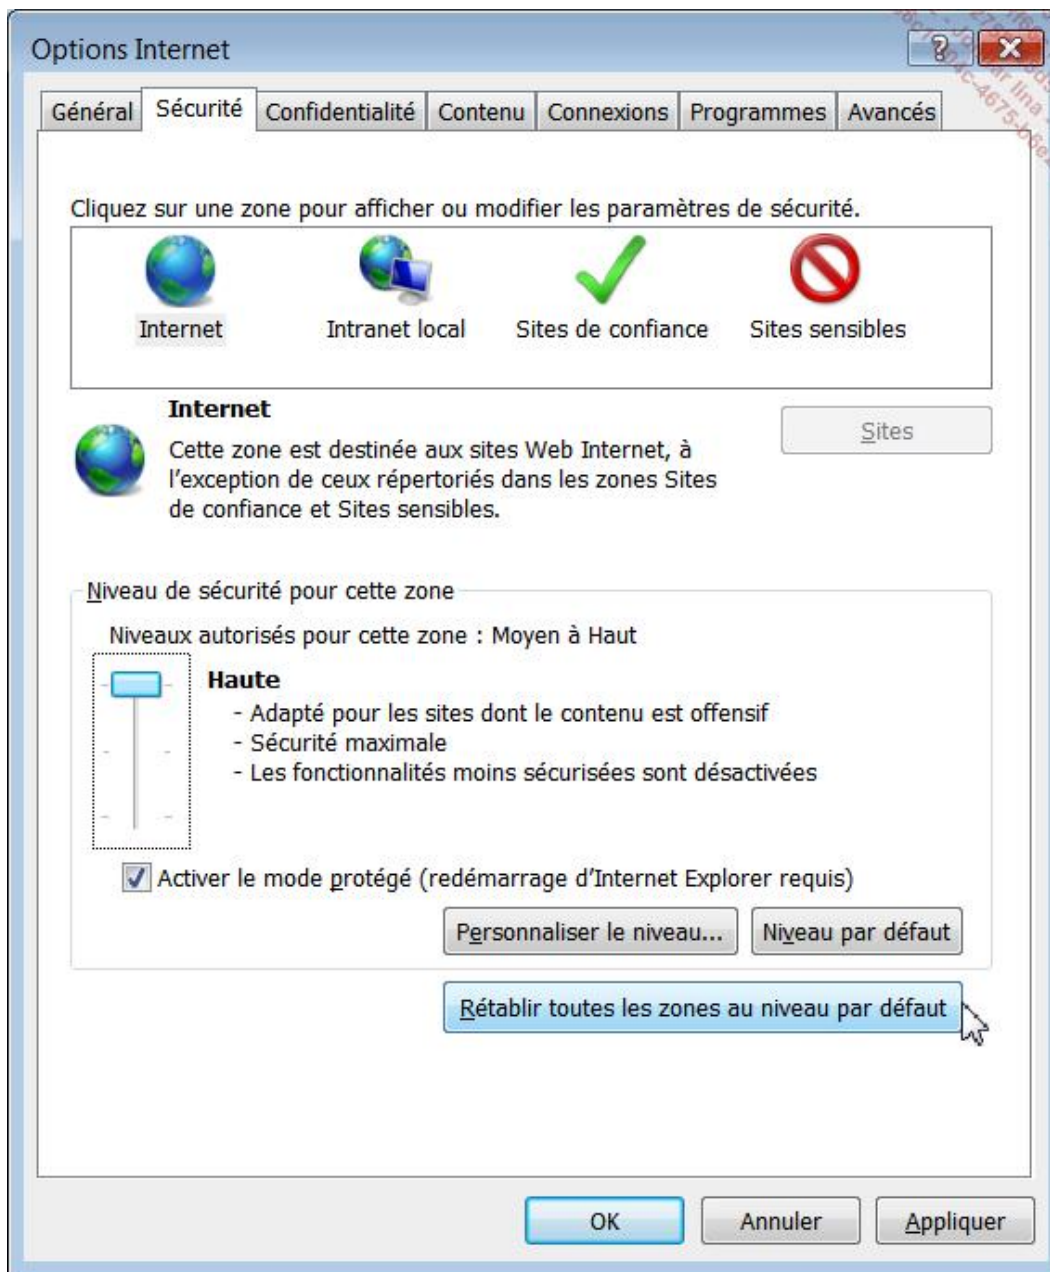 Options Internet
Général Sécurité Confidentialité Contenu Connexions Programmes Avancés
Cliquez sur une zone pour afficher ou modifier les paramètres de sécurité.
Internet Intranet local Sites de confiance Sites sensibles
Internet
Sites
Cette zone est destinée aux sites Web Internet, à
l'exception de ceux répertoriés dans les zones Sites
de confiance et Sites sensibles.
Niveau de sécurité pour cette zone
Niveaux autorisés pour cette zone : Moyen à Haut
Haute
- Adapté pour les sites dont le contenu est offensif
- Sécurité maximale
- Les fonctionnalités moins sécurisées sont désactivées
Activer le mode protégé (redémarrage d'Internet Explorer requis)
Personnaliser le niveau... Niveau par défaut
Rétablir toutes les zones au niveau par défaut
OK Annuler Appliquer